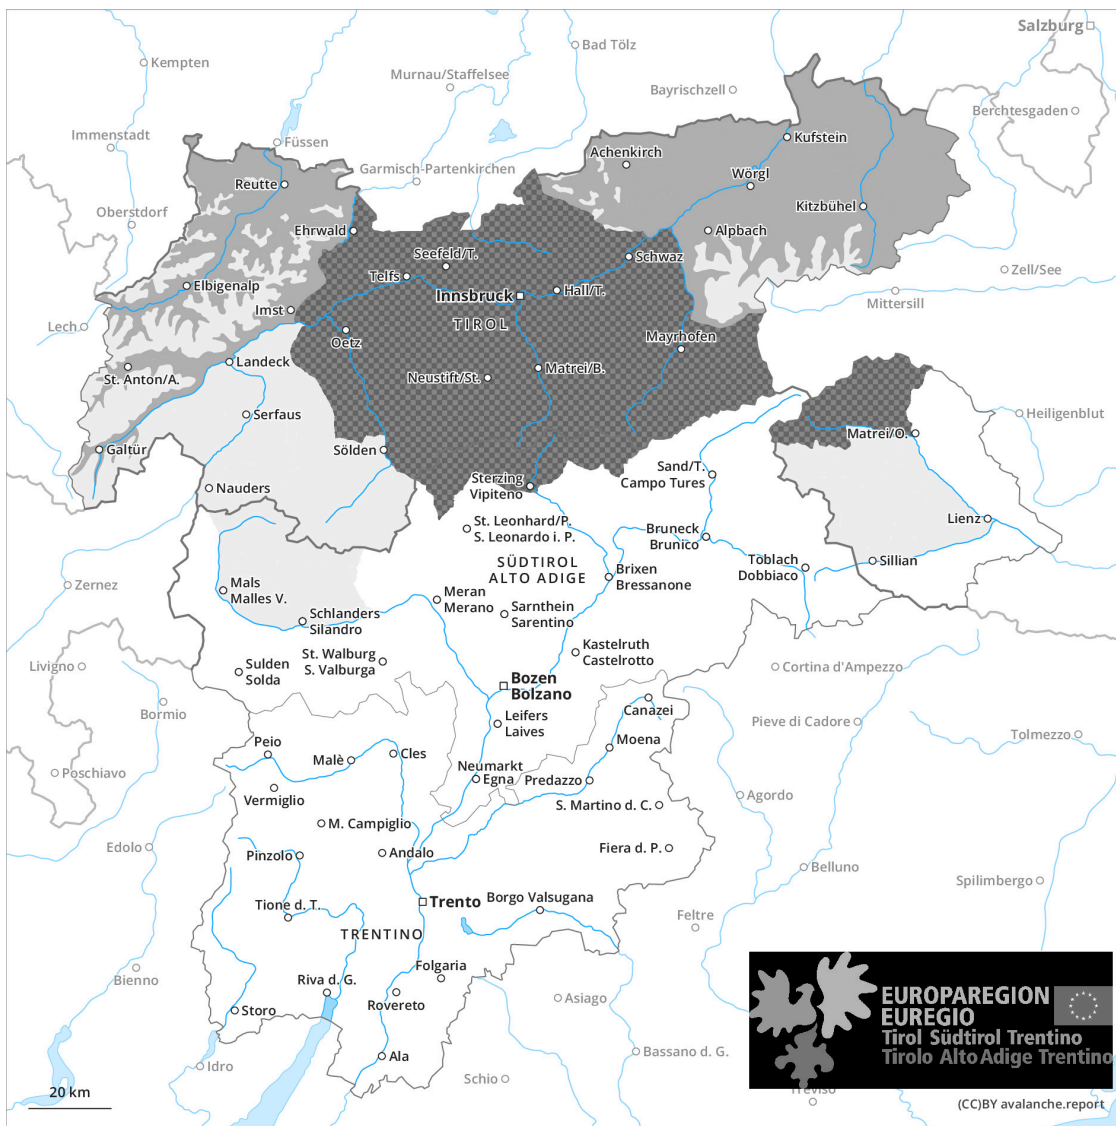 Salzburg
Bad Tölz
Kempten
Murnau/Staffelsee
Bayrischzell
Berchtesgaden
Immenstadt
Füssen
Kufstein
Achenkirch
Garmisch-Partenkirchen
Wörgl
Reutte
Kitzbühel
Oberstdorf
Ehrwald
Alpbach
Seefeld/T.
Schwaz
Telfs
Zell/See
Elbigenalp
Innsbruck
Hall/T.
Mittersill
Imst
TIROL
Lech
Oetz
Mayrhofen
Landeck
Matrei/B.
St. Anton/A.
Neustift/St.
Serfaus
Heiligenblut
Matrei/O.
Galtür
Sölden
Sterzing
Vipiteno
Sand/T.
Campo Tures
Nauders
Lienz
St. Leonhard/P.
S. Leonardo i. P.
Bruneck
Brunico
SÜDTIROL
ALTO ADIGE
Toblach
Dobbiaco
Sillian
Brixen
Bressanone
Zernez
Mals
Malles V.
Meran
Merano
Sarnthein
Sarentino
Schlanders
Silandro
Kastelruth
Castelrotto
St. Walburg
S. Valburga
Livigno
Sulden
Solda
Cortina d'Ampezzo
Bozen
Bolzano
Canazei
Bormio
Leifers
Laives
Pieve di Cadore
Tolmezzo
Moena
Peio
Cles
Malè
Neumarkt
Egna
Predazzo
Poschiavo
Vermiglio
Agordo
S. Martino d. C.
M. Campiglio
Edolo
Pinzolo
Andalo
Fiera d. P.
Belluno
Spilimbergo
Trento
Borgo Valsugana
Tione d. T.
Feltre
TRENTINO
Folgaria
Bienno
Riva d. G.
Rovereto
Asiago
Storo
EUROPAREGION
EUREGIO
Tirol Südtirol Trentino
Tirolo Alto Adige Trentino
Ala
Bassano d. G.
Idro
Schio
Treviso
20 km
(CC)BY avalanche.report